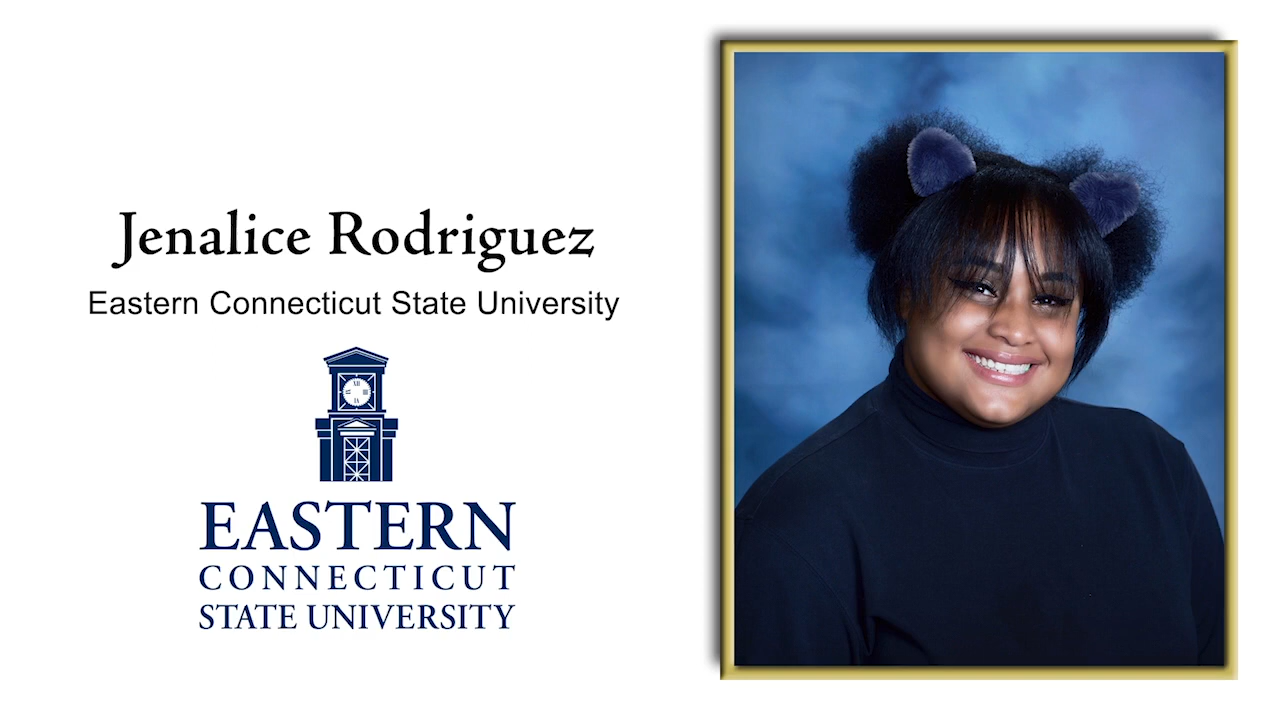 Jenalice Rodriguez
Eastern Connecticut State University
EASTERN
CONNECTICUT
STATE UNIVERSITY